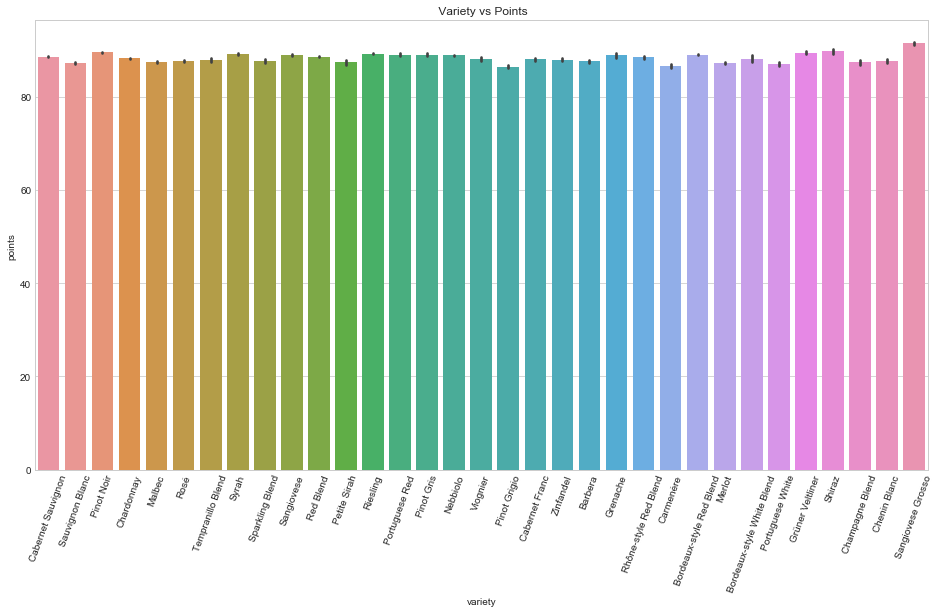 Variety vs Points
points
80
60
40
20
0
Cabernet Sauvignon
Sauvignon Blanc
Pinot Noir
Chardonnay
Malbec
Rosé
Tempranillo Blend
Syrah
Sparkling Blend
Sangiovese
Red Blend
Petite Sirah
Riesling
Portuguese Red
Pinot Gris
Nebbiolo
Viognier
Pinot Grigio
Cabernet Franc
Zinfandel
Barbera
Grenache
Rhône-style Red Blend
Carmenère
Bordeaux-style Red Blend
Merlot
Bordeaux-style White Blend
Portuguese White
Grüner Veltliner
Shiraz
Champagne Blend
Chenin Blanc
Sangiovese Grosso
variety